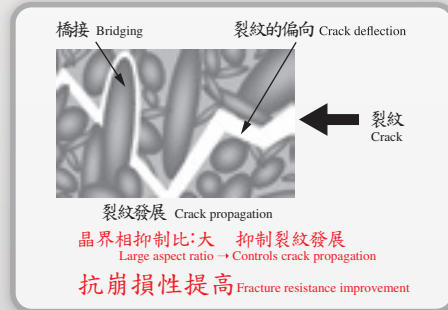 橋接 Bridging
裂紋的偏向 Crack deflection
裂紋
Crack
裂紋發展 Crack propagation
晶界相抑制比:大 抑制裂紋發展
Large aspect ratio → Controls crack propagation
抗崩損性提高 Fracture resistance improvement